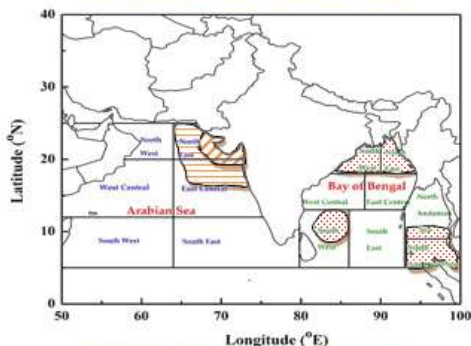 40
30
20
10
0
Latitude (°N)
North
West
North
East
West Central
East Central
Arabian Sea
South West
South East
Bay of Bengal
West Central
East Central
West
South
East
North
Andaman
50 60 70 80 90 100
Longitude (°E)